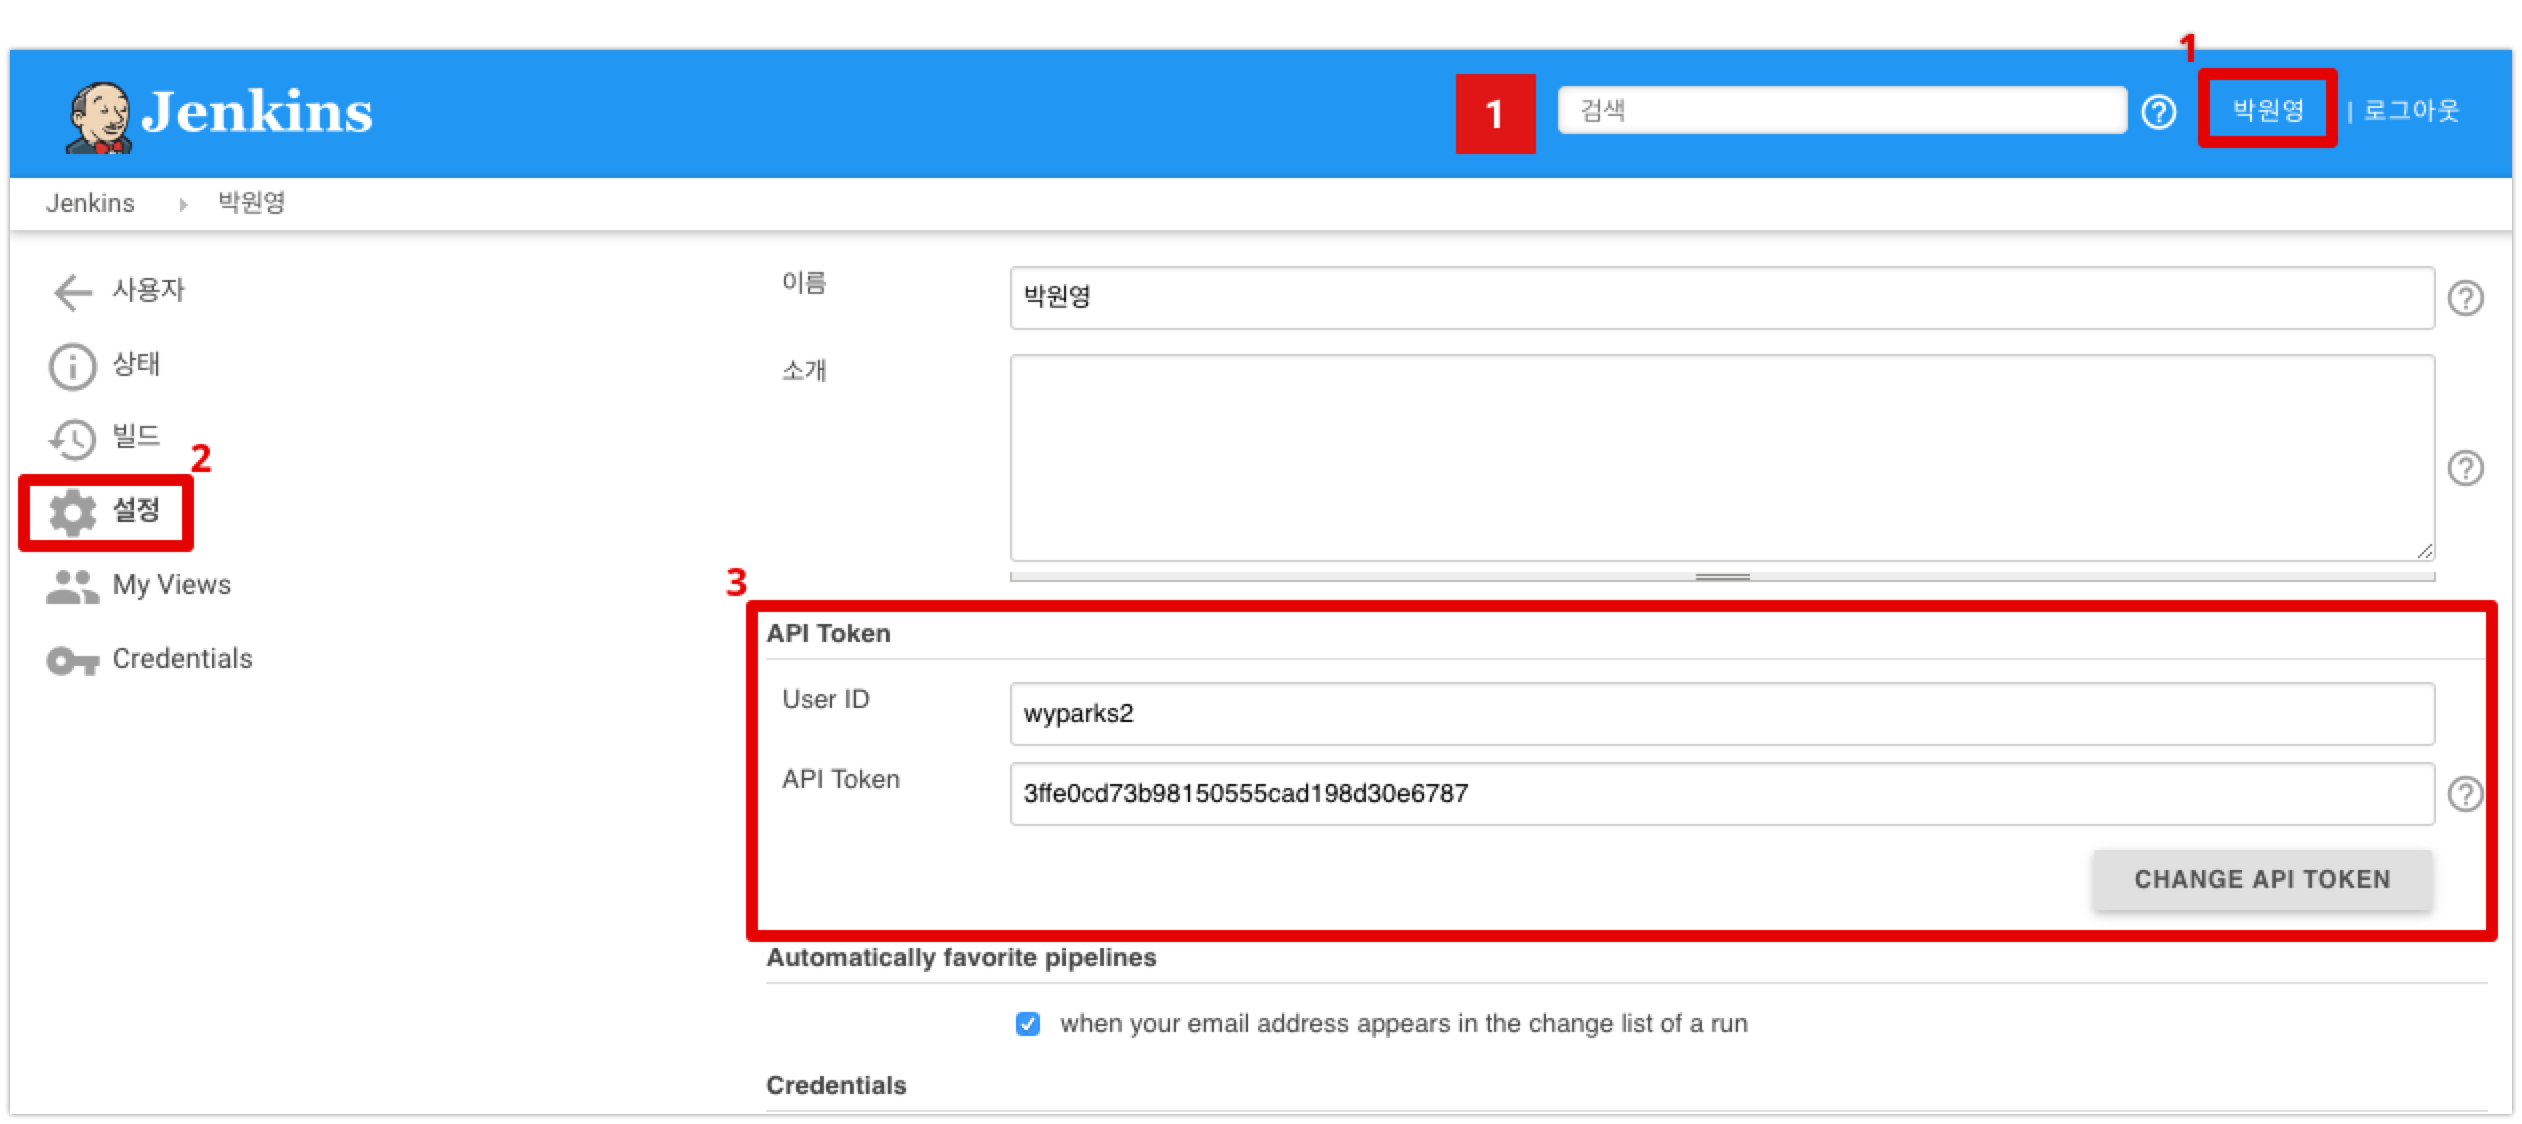 1
Jenkins
1
검색
박원영
| 로그아웃
Jenkins
박원영
사용자
상태
빌드
2
설정
My Views
Credentials
이름
박원영
소개
3
API Token
User ID
wyparks2
API Token
3ffe0cd73b98150555cad198d30e6787
CHANGE API TOKEN
Automatically favorite pipelines
when your email address appears in the change list of a run
Credentials